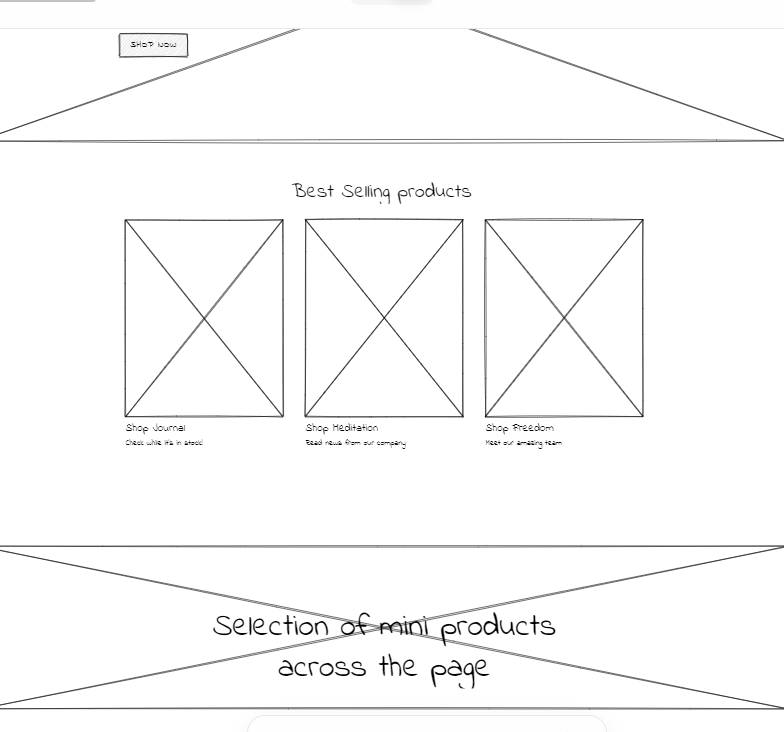 SHOP NOW
Best Selling products
Shop Journal
Shop Meditation
Shop Freedom
Check while it's in stock!
Read news from our company
Meet our amazing team
Selection of mini products
across the page